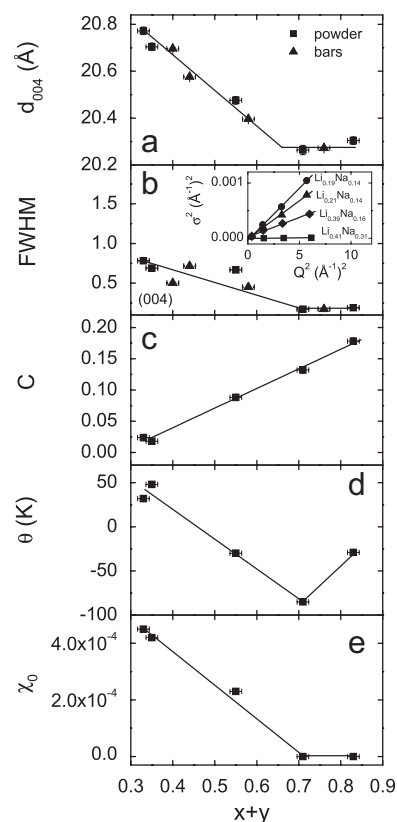 20.8
20.6
20.4
20.2
d004 (Å)
powder
bars
a
b
1.5
1.0
0.5
FWHM
(004)
0.001
0.000
σ² (Å⁻¹)²
0 5 10
Q² (Å⁻¹)²
Li0.19Na0.14
Li0.21Na0.14
Li0.39Na0.16
Li0.41Na0.31
c
0.20
0.15
0.10
0.05
0.00
C
d
50
0
-50
-100
θ (K)
e
4.0x10⁻⁴
2.0x10⁻⁴
0.0
χ0
0.3 0.4 0.5 0.6 0.7 0.8 0.9
x+y